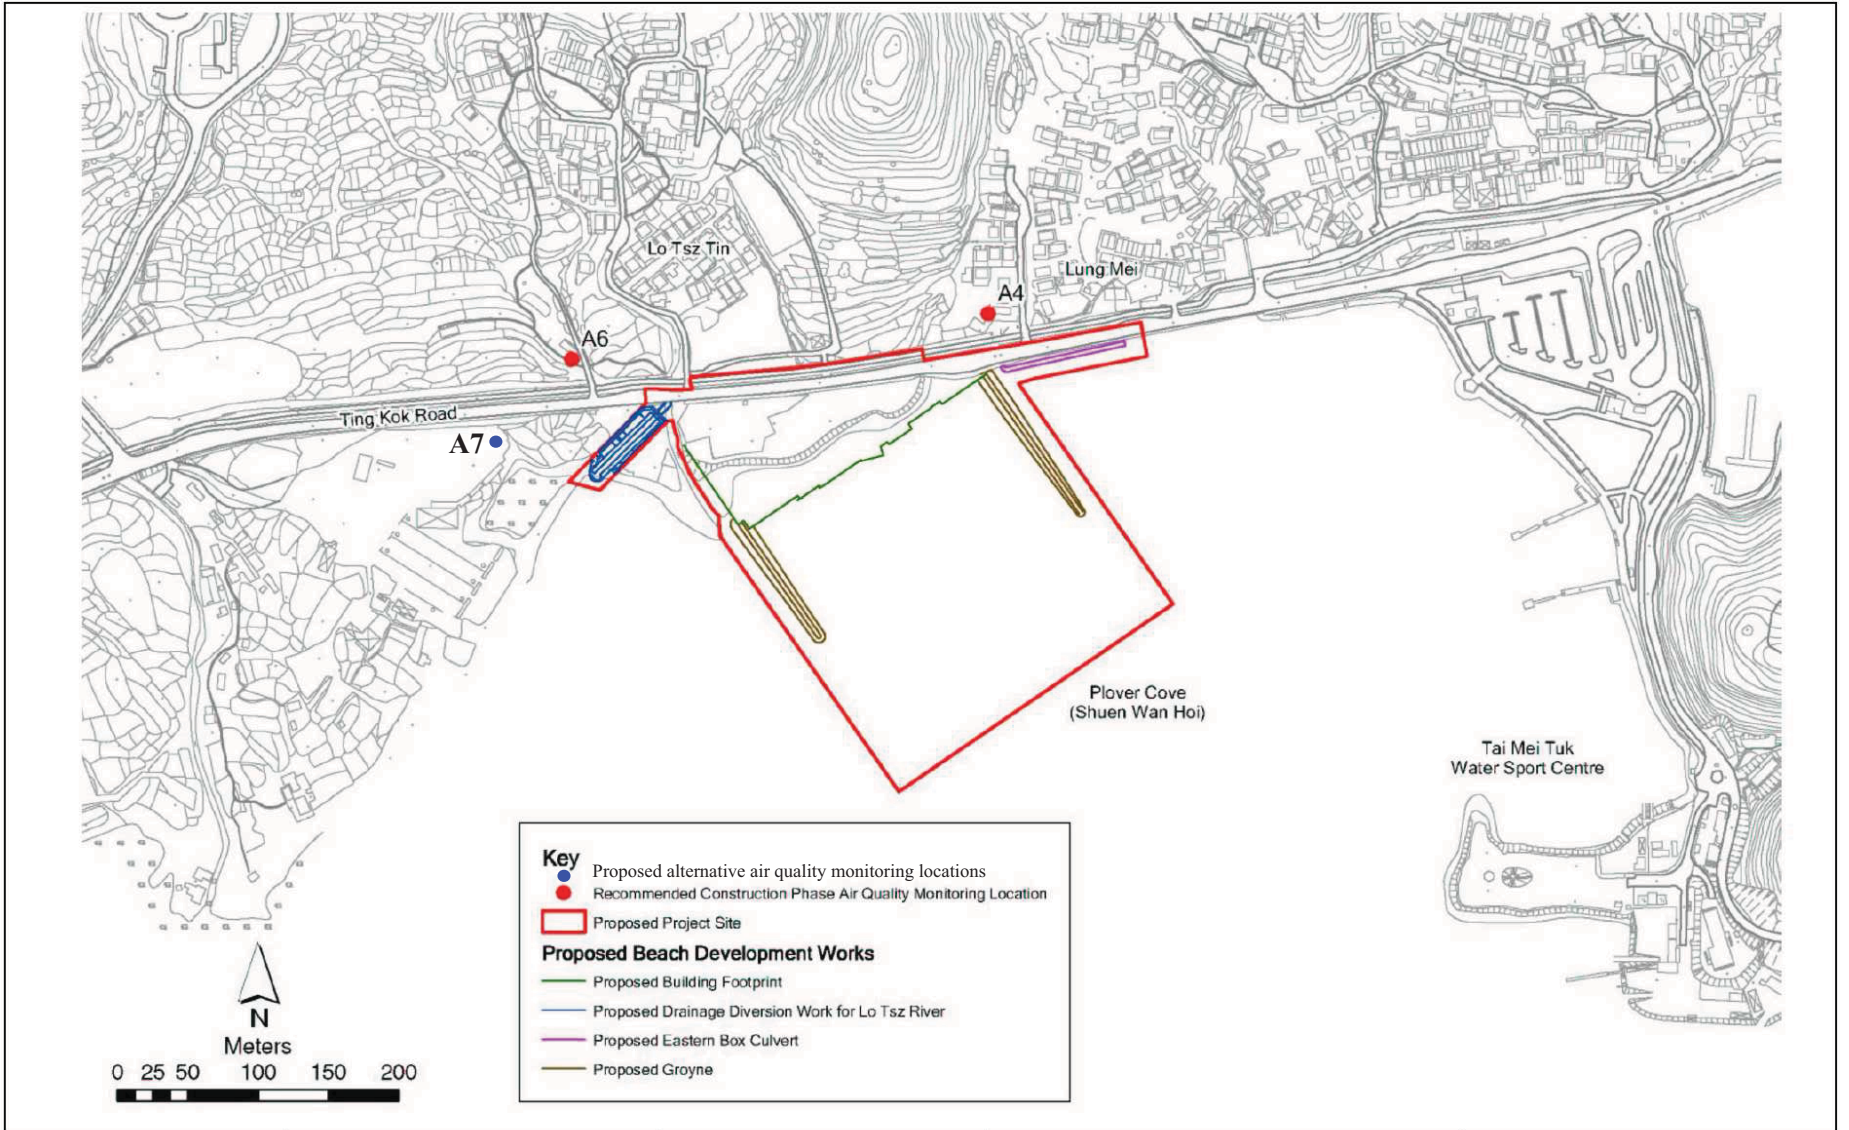 Lo Tsz Tin
Lung Mei
A4
A6
Ting Kok Road
A7
Plover Cove
(Shuen Wan Hoi)
Tai Mei Tuk
Water Sport Centre
Key
Proposed alternative air quality monitoring locations
Recommended Construction Phase Air Quality Monitoring Location
Proposed Project Site
Proposed Beach Development Works
Proposed Building Footprint
Proposed Drainage Diversion Work for Lo Tsz River
Proposed Eastern Box Culvert
Proposed Groyne
N
Meters
0 25 50 100 150 200